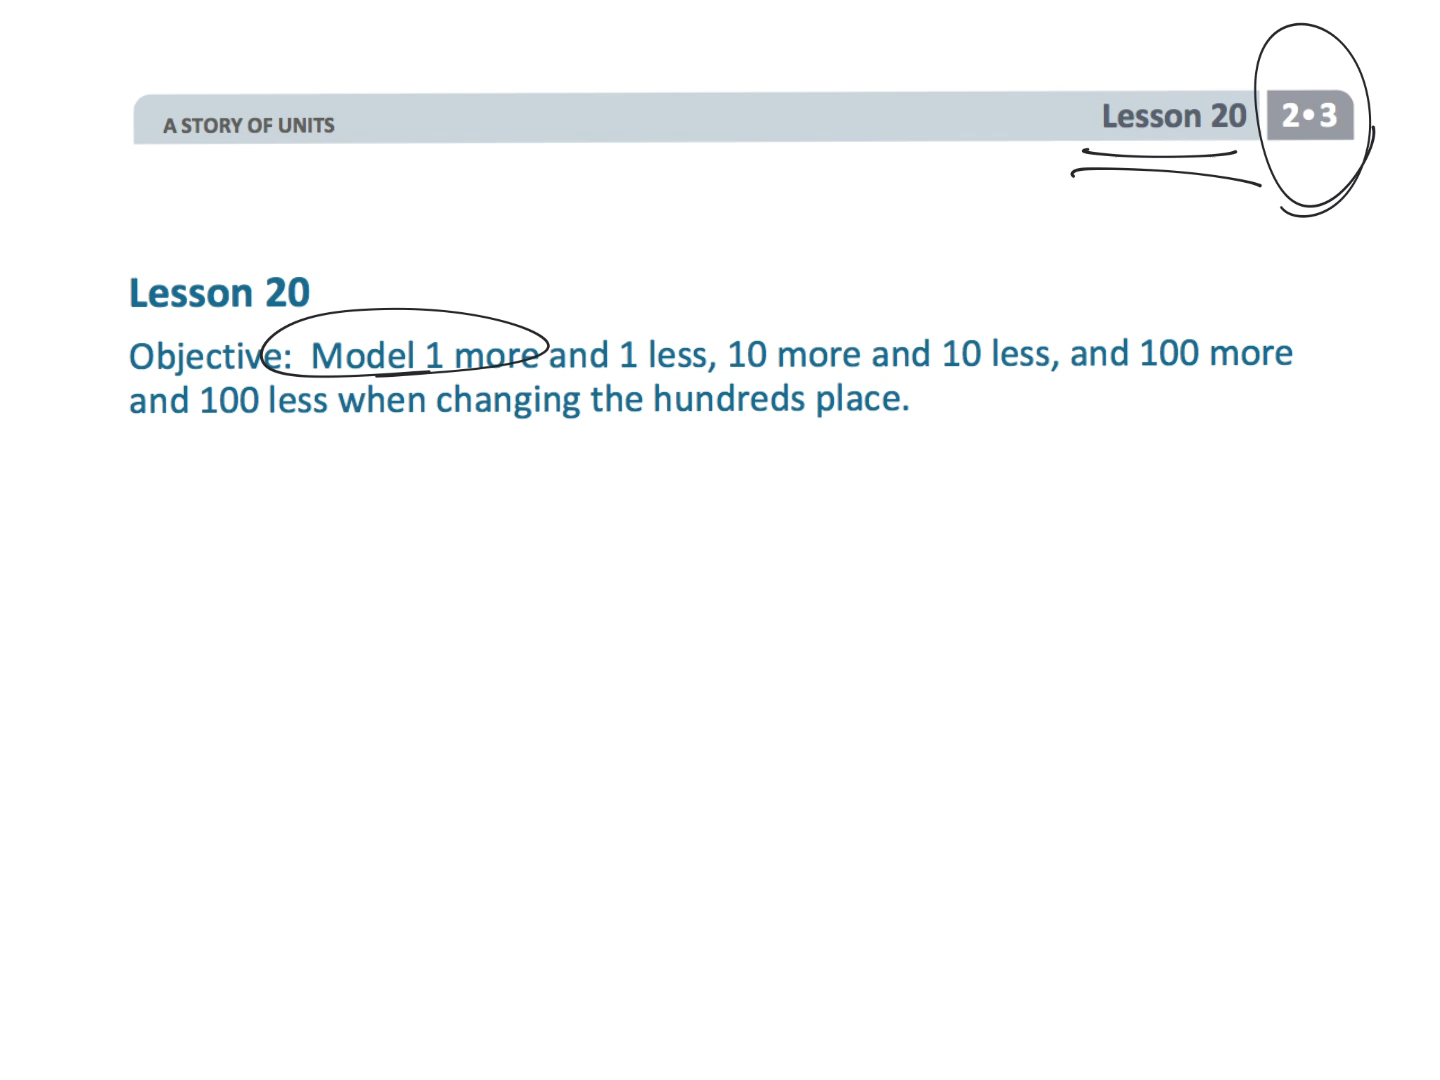 A STORY OF UNITS
Lesson 20
2•3
Lesson 20
Objective: Model 1 more and 1 less, 10 more and 10 less, and 100 more
and 100 less when changing the hundreds place.